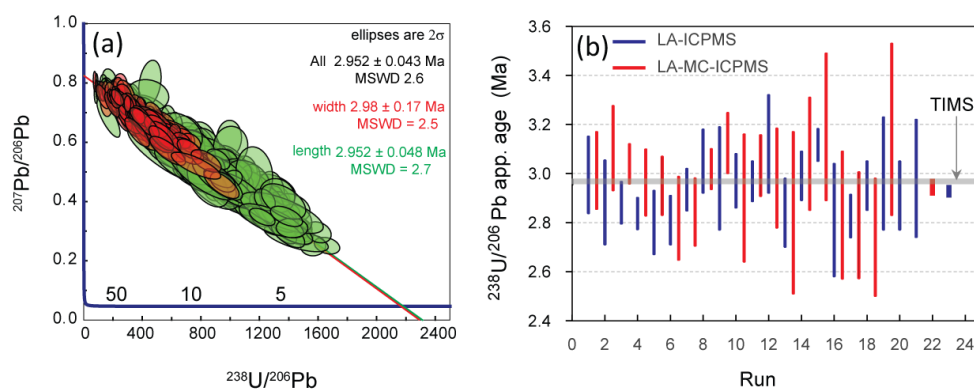 (a)
ellipses are 2σ
All 2.952 ± 0.043 Ma
MSWD 2.6
width 2.98 ± 0.17 Ma
MSWD = 2.5
length 2.952 ± 0.048 Ma
MSWD = 2.7
1.0
0.8
0.6
0.4
0.2
0.0
²⁰⁷Pb/²⁰⁶Pb
50 10 5
0 400 800 1200 1600 2000 2400
²³⁸U/²⁰⁶Pb
(b)
LA-ICPMS
LA-MC-ICPMS
TIMS
3.6
3.4
3.2
3.0
2.8
2.6
2.4
²³⁸U/²⁰⁶ Pb app. age (Ma)
0 2 4 6 8 10 12 14 16 18 20 22 24
Run